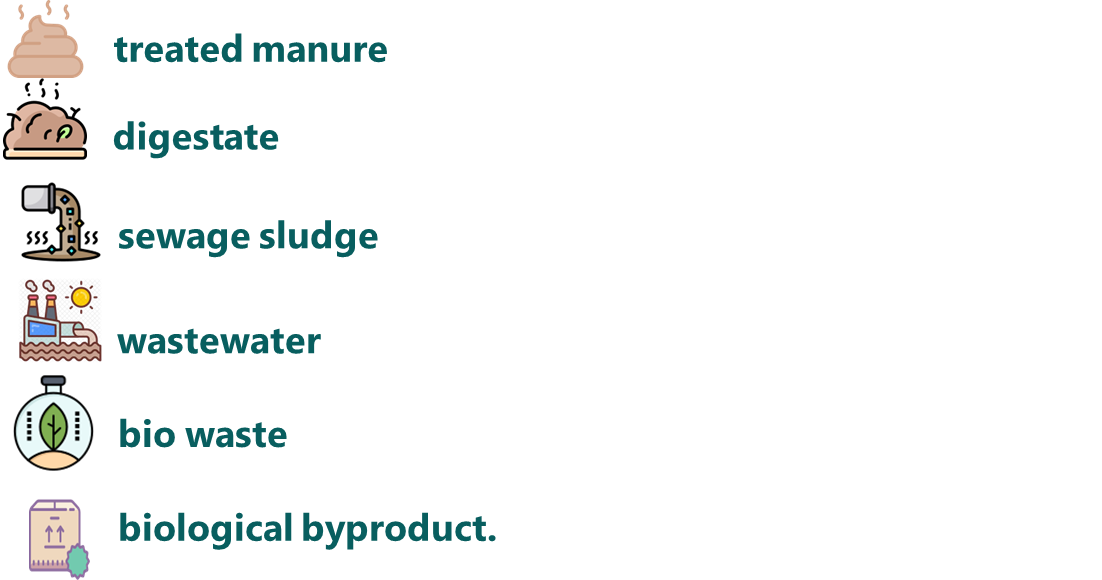 treated manure
digestate
sewage sludge
wastewater
bio waste
biological byproduct.